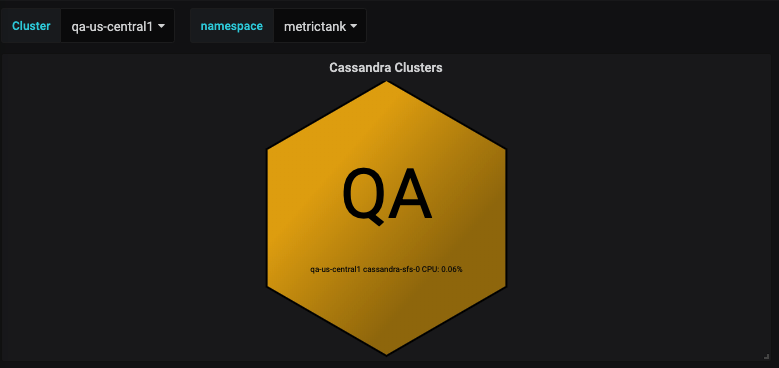 Cluster qa-us-central1 namespace metrictank
Cassandra Clusters
QA
qa-us-central1 cassandra-sfs-0 CPU: 0.06%